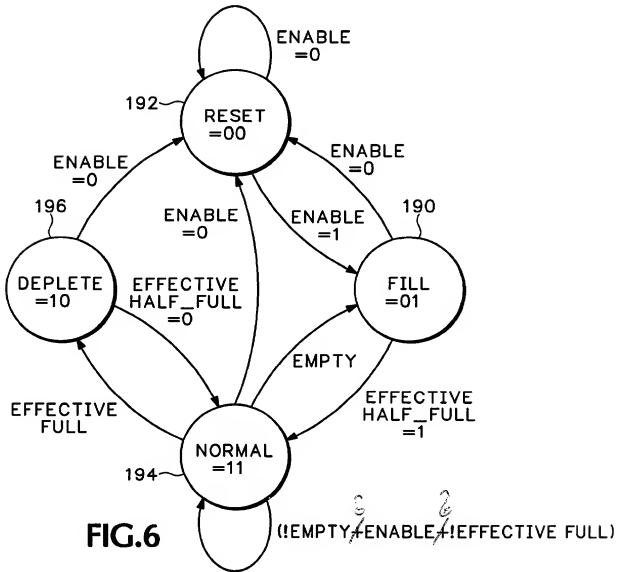 ENABLE
=0
192
RESET
=00
ENABLE
=0
ENABLE
=0
196
190
ENABLE
=0
ENABLE
=1
DEPLETE
=10
EFFECTIVE
HALF_FULL
=0
FILL
=01
EMPTY
EFFECTIVE
FULL
EFFECTIVE
HALF_FULL
=1
NORMAL
=11
194
FIG.6
(!EMPTY+ENABLE+!EFFECTIVE FULL)